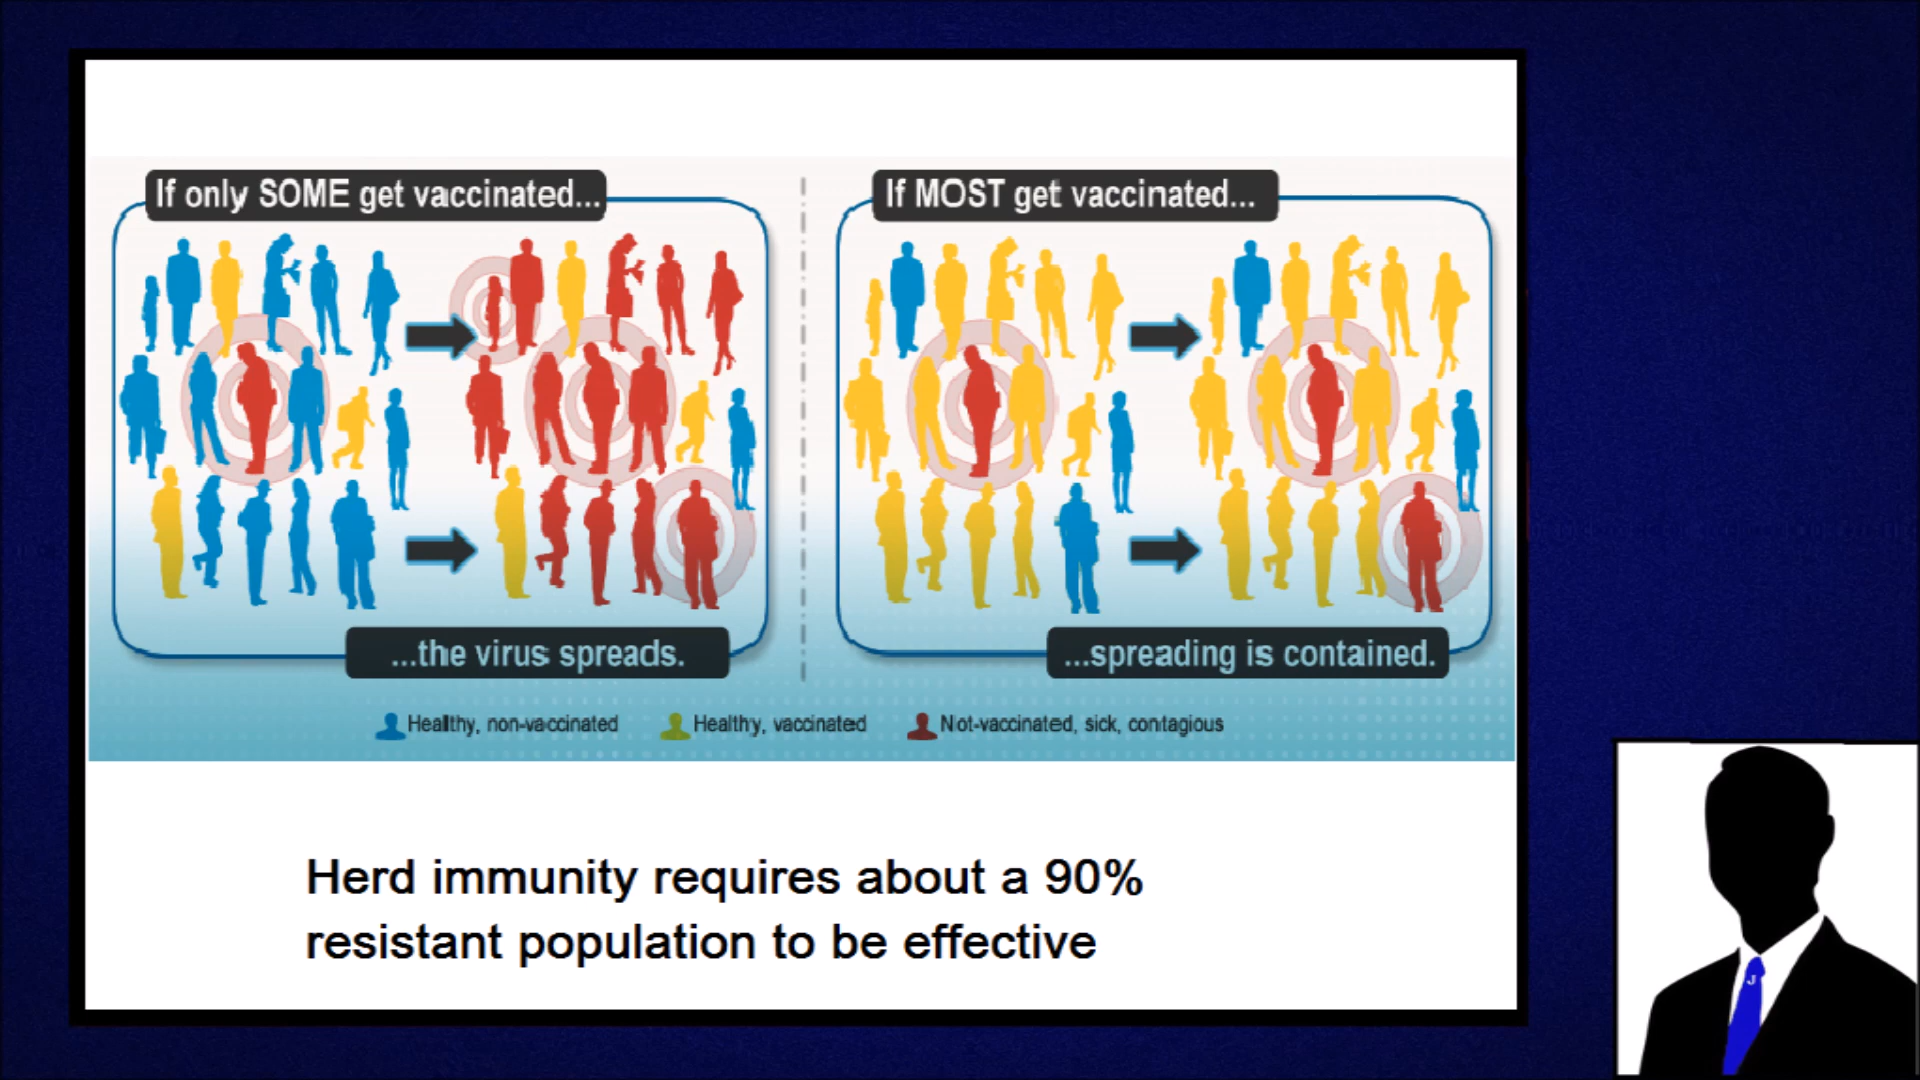 If only SOME get vaccinated...
If MOST get vaccinated...
...the virus spreads.
...spreading is contained.
Healthy, non-vaccinated
Healthy, vaccinated
Not-vaccinated, sick, contagious
Herd immunity requires about a 90%
resistant population to be effective
J